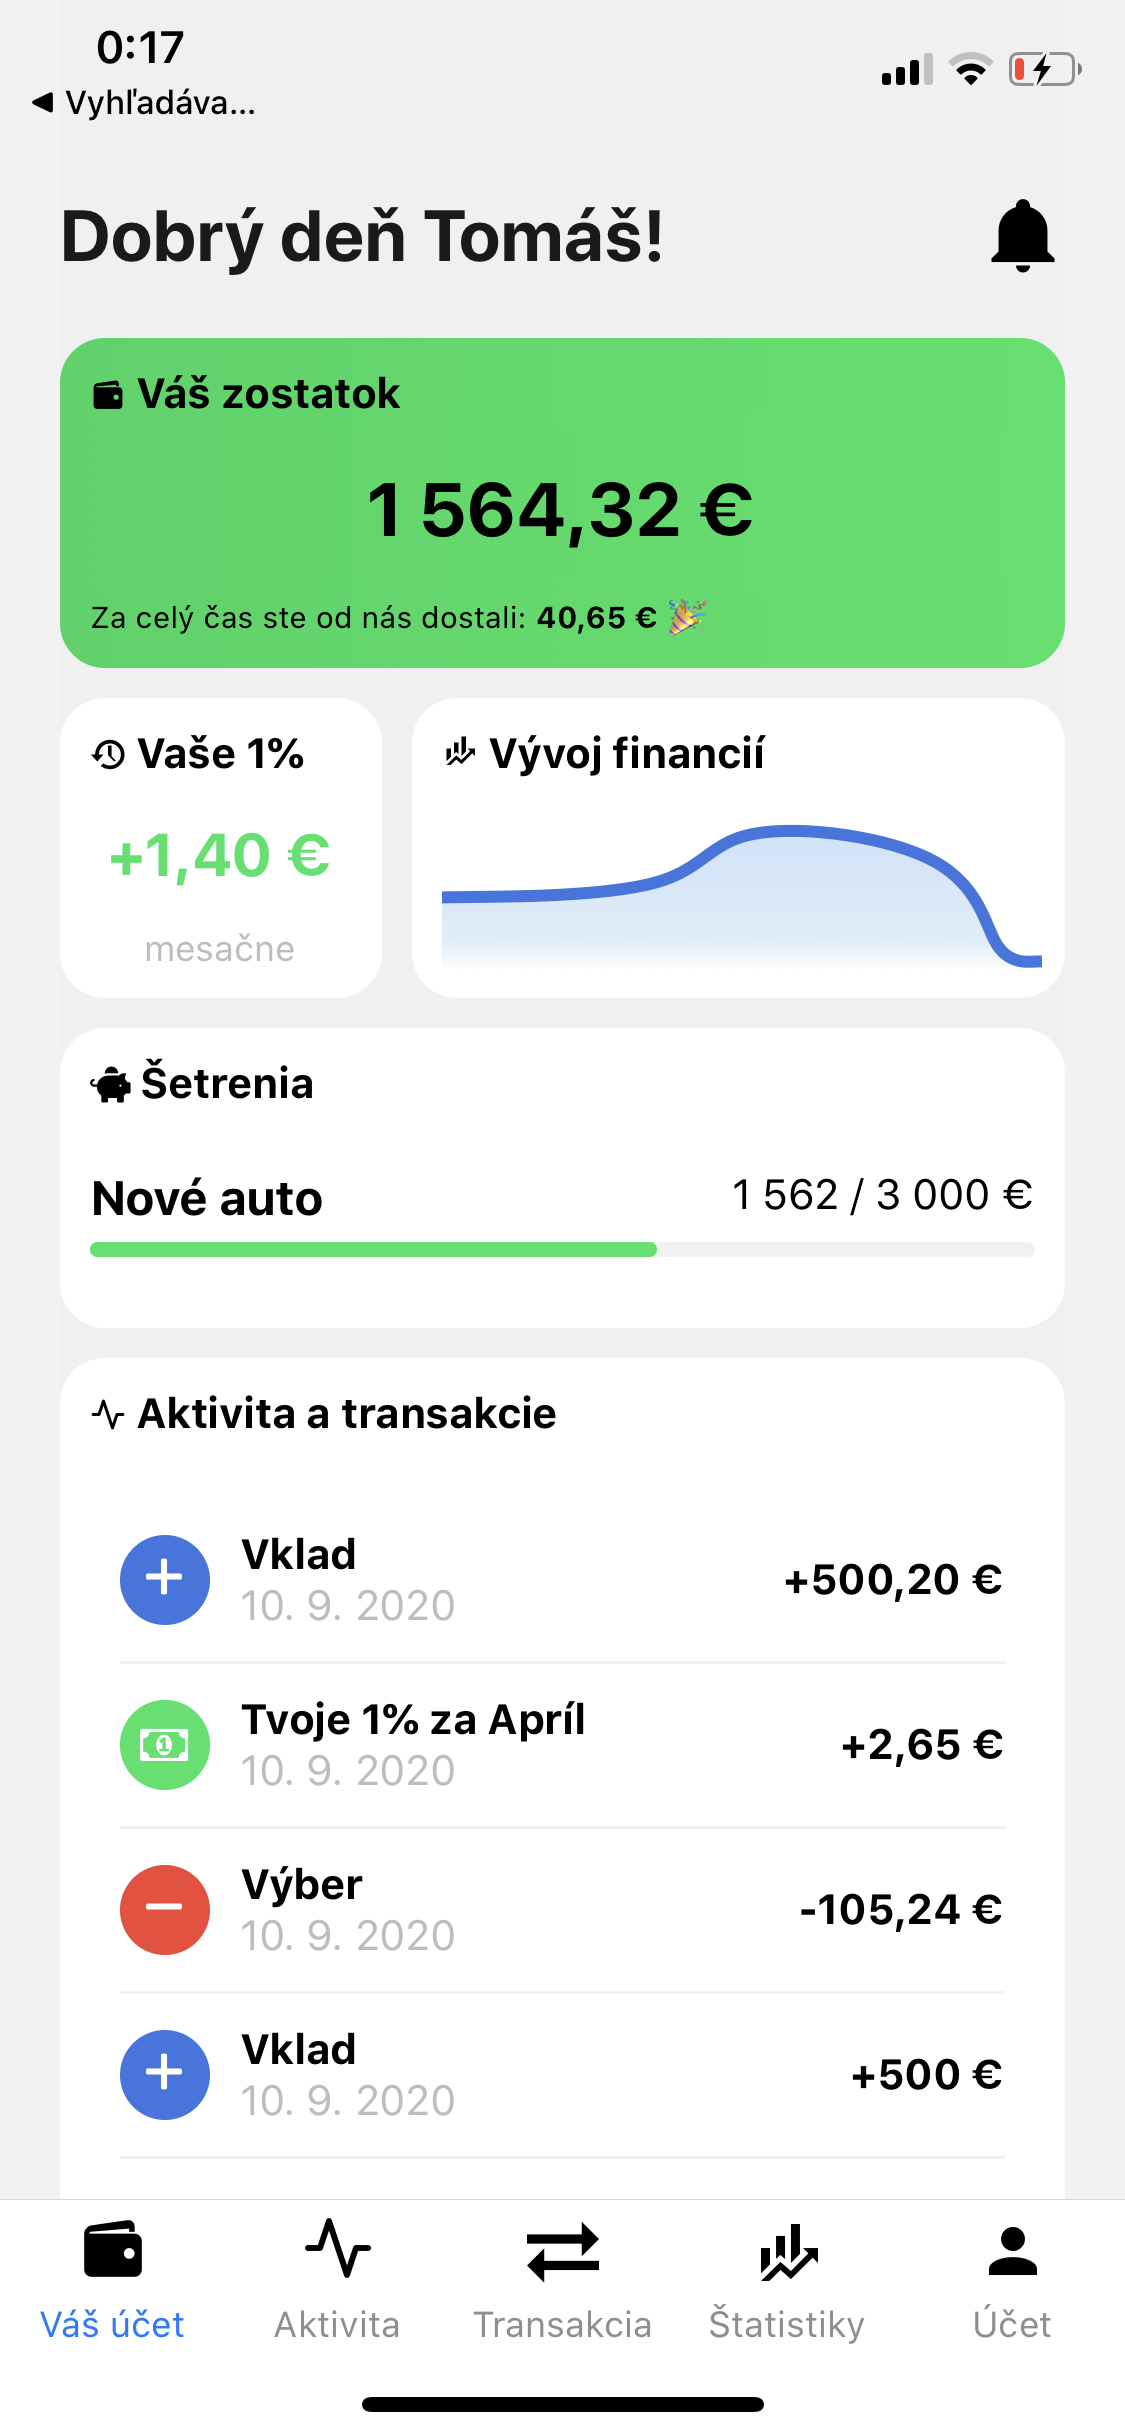 0:17
Vyhľadáva...
Dobrý deň Tomáš!
Váš zostatok
1 564,32 €
Za celý čas ste od nás dostali: 40,65 € 🎉
Vaše 1%
+1,40 €
mesačne
Vývoj financií
Šetrenia
Nové auto 1 562 / 3 000 €
Aktivita a transakcie
Vklad
10. 9. 2020
+500,20 €
Tvoje 1% za Apríl
10. 9. 2020
+2,65 €
Výber
10. 9. 2020
-105,24 €
Vklad
10. 9. 2020
+500 €
Váš účet Aktivita Transakcia Štatistiky Účet